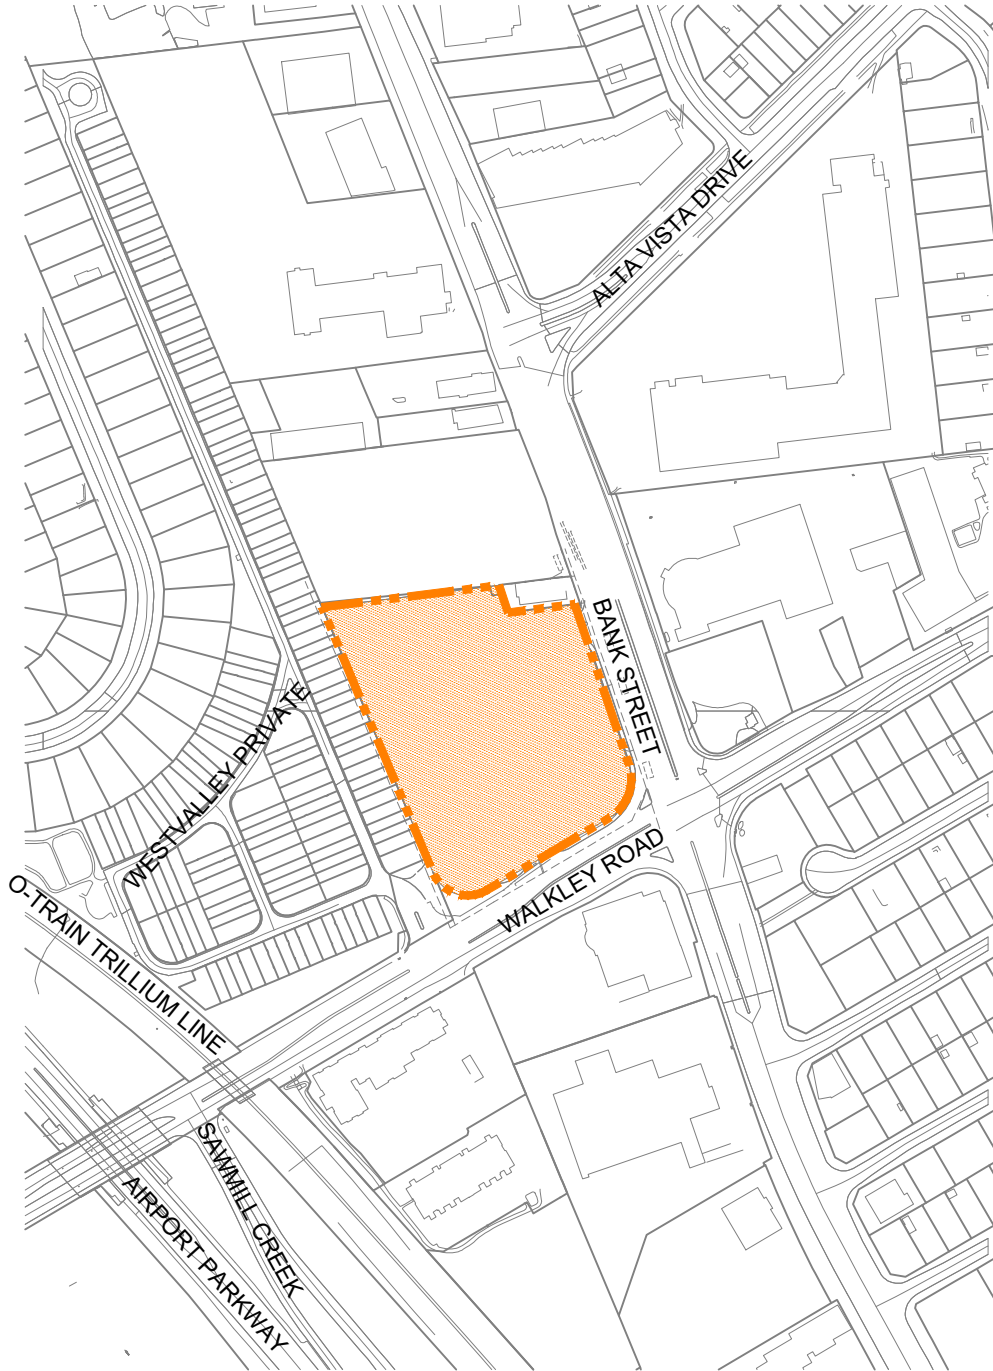 ALTA VISTA DRIVE
BANK STREET
WESTVALLEY PRIVATE
WALKLEY ROAD
O-TRAIN TRILLIUM LINE
SAWMILL CREEK
AIRPORT PARKWAY